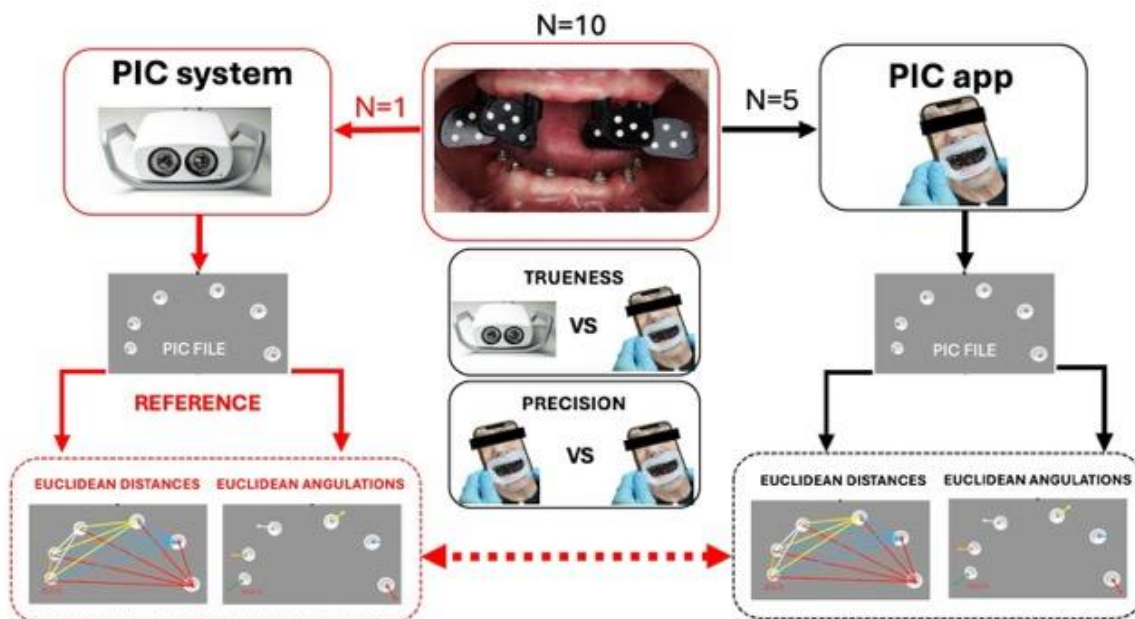 N=10
PIC system
N=1
N=5
PIC app
TRUENESS
VS
PIC FILE
PIC FILE
REFERENCE
PRECISION
VS
EUCLIDEAN DISTANCES
EUCLIDEAN ANGULATIONS
EUCLIDEAN DISTANCES
EUCLIDEAN ANGULATIONS